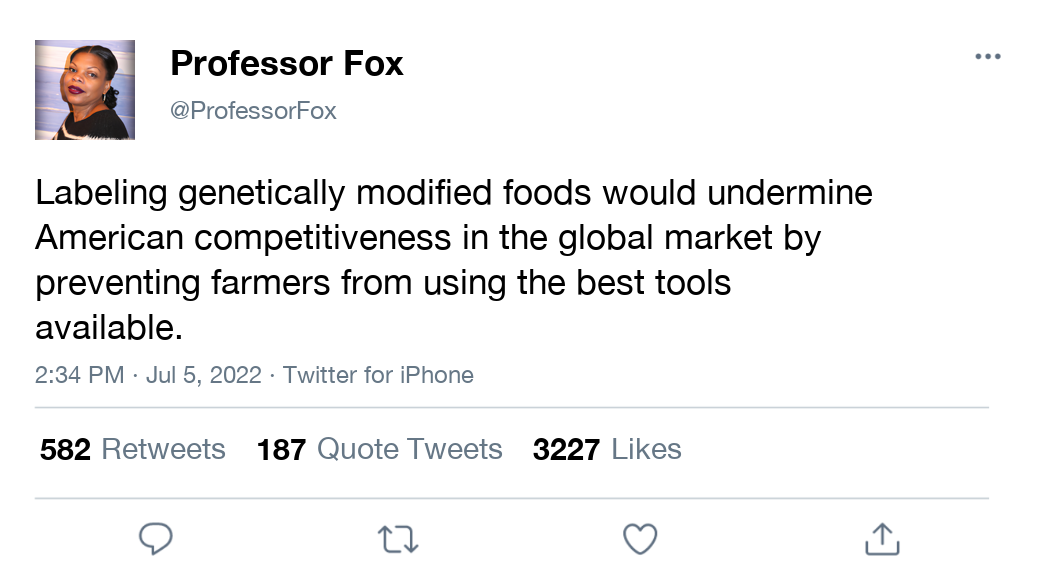 Professor Fox
@ProfessorFox
Labeling genetically modified foods would undermine
American competitiveness in the global market by
preventing farmers from using the best tools
available.
2:34 PM · Jul 5, 2022 · Twitter for iPhone
582 Retweets 187 Quote Tweets 3227 Likes